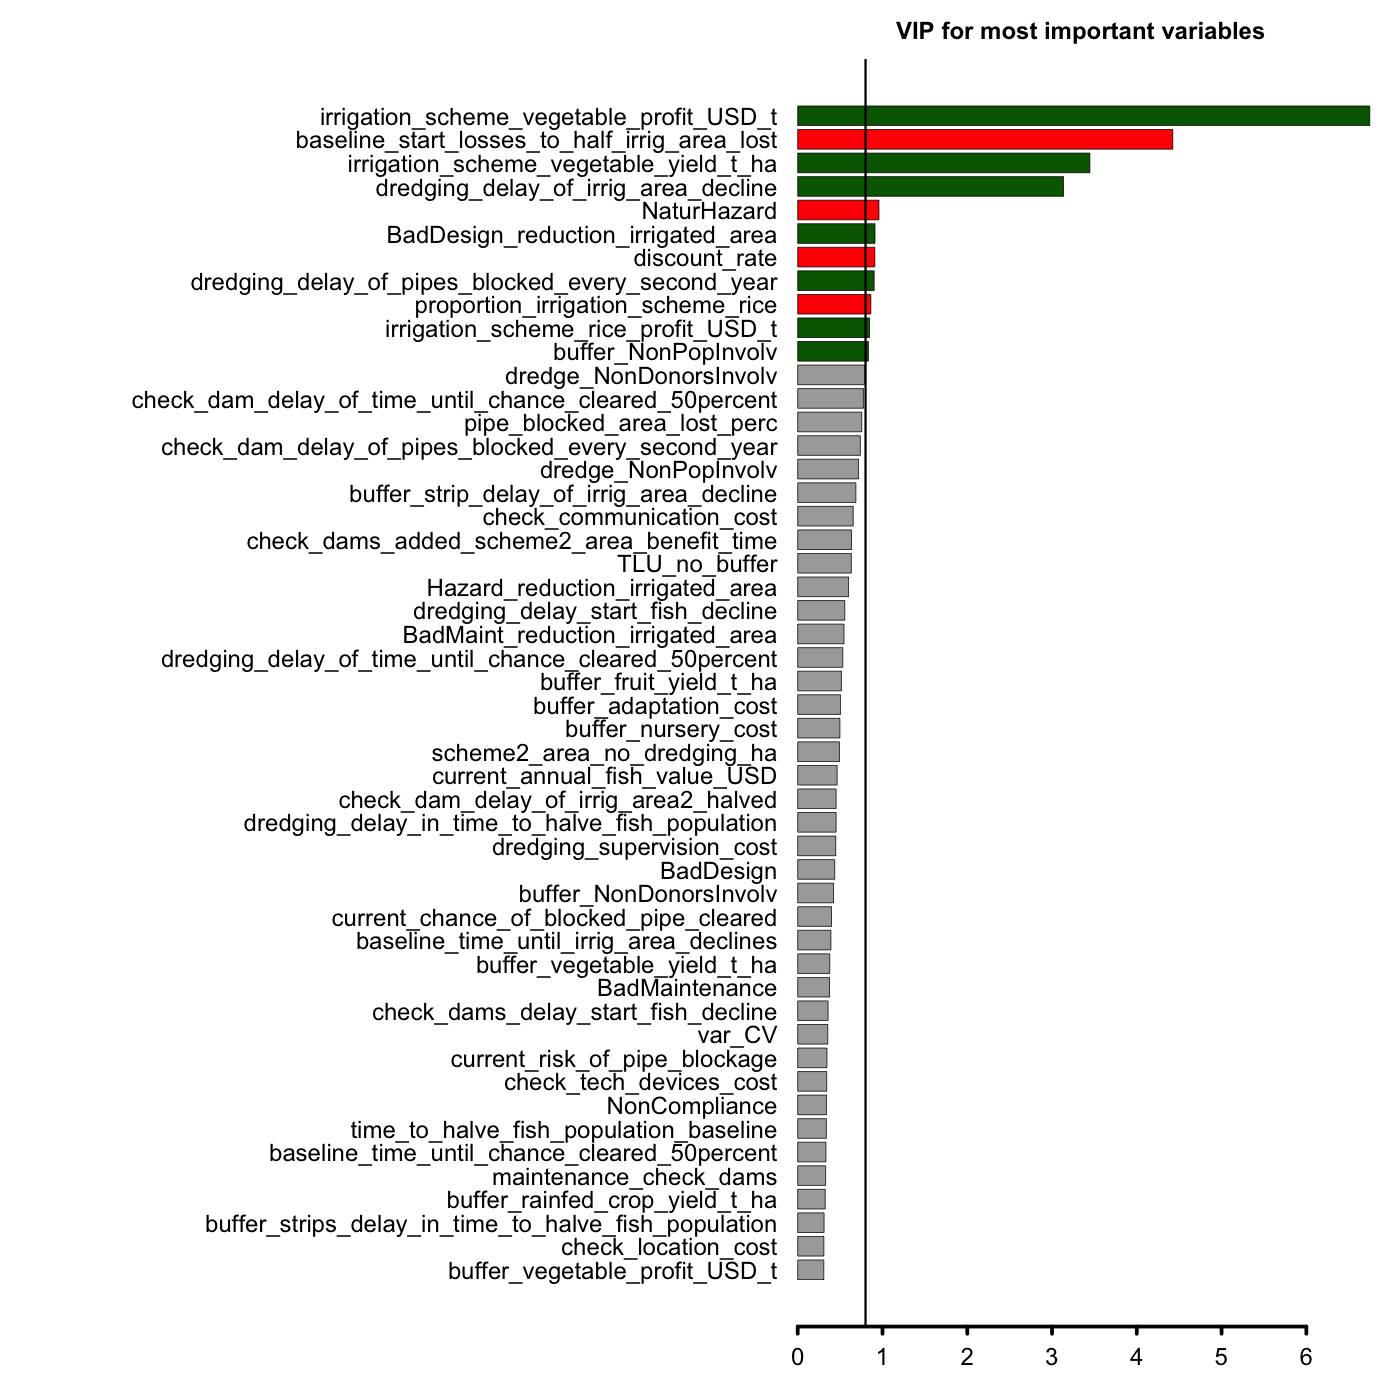 VIP for most important variables
irrigation_scheme_vegetable_profit_USD_t
baseline_start_losses_to_half_irrig_area_lost
irrigation_scheme_vegetable_yield_t_ha
dredging_delay_of_irrig_area_decline
NaturHazard
BadDesign_reduction_irrigated_area
discount_rate
dredging_delay_of_pipes_blocked_every_second_year
proportion_irrigation_scheme_rice
irrigation_scheme_rice_profit_USD_t
buffer_NonPopInvolv
dredge_NonDonorsInvolv
check_dam_delay_of_time_until_chance_cleared_50percent
pipe_blocked_area_lost_perc
check_dam_delay_of_pipes_blocked_every_second_year
dredge_NonPopInvolv
buffer_strip_delay_of_irrig_area_decline
check_communication_cost
check_dams_added_scheme2_area_benefit_time
TLU_no_buffer
Hazard_reduction_irrigated_area
dredging_delay_start_fish_decline
BadMaint_reduction_irrigated_area
dredging_delay_of_time_until_chance_cleared_50percent
buffer_fruit_yield_t_ha
buffer_adaptation_cost
buffer_nursery_cost
scheme2_area_no_dredging_ha
current_annual_fish_value_USD
check_dam_delay_of_irrig_area2_halved
dredging_delay_in_time_to_halve_fish_population
dredging_supervision_cost
BadDesign
buffer_NonDonorsInvolv
current_chance_of_blocked_pipe_cleared
baseline_time_until_irrig_area_declines
buffer_vegetable_yield_t_ha
BadMaintenance
check_dams_delay_start_fish_decline
var_CV
current_risk_of_pipe_blockage
check_tech_devices_cost
NonCompliance
time_to_halve_fish_population_baseline
baseline_time_until_chance_cleared_50percent
maintenance_check_dams
buffer_rainfed_crop_yield_t_ha
buffer_strips_delay_in_time_to_halve_fish_population
check_location_cost
buffer_vegetable_profit_USD_t
0 1 2 3 4 5 6